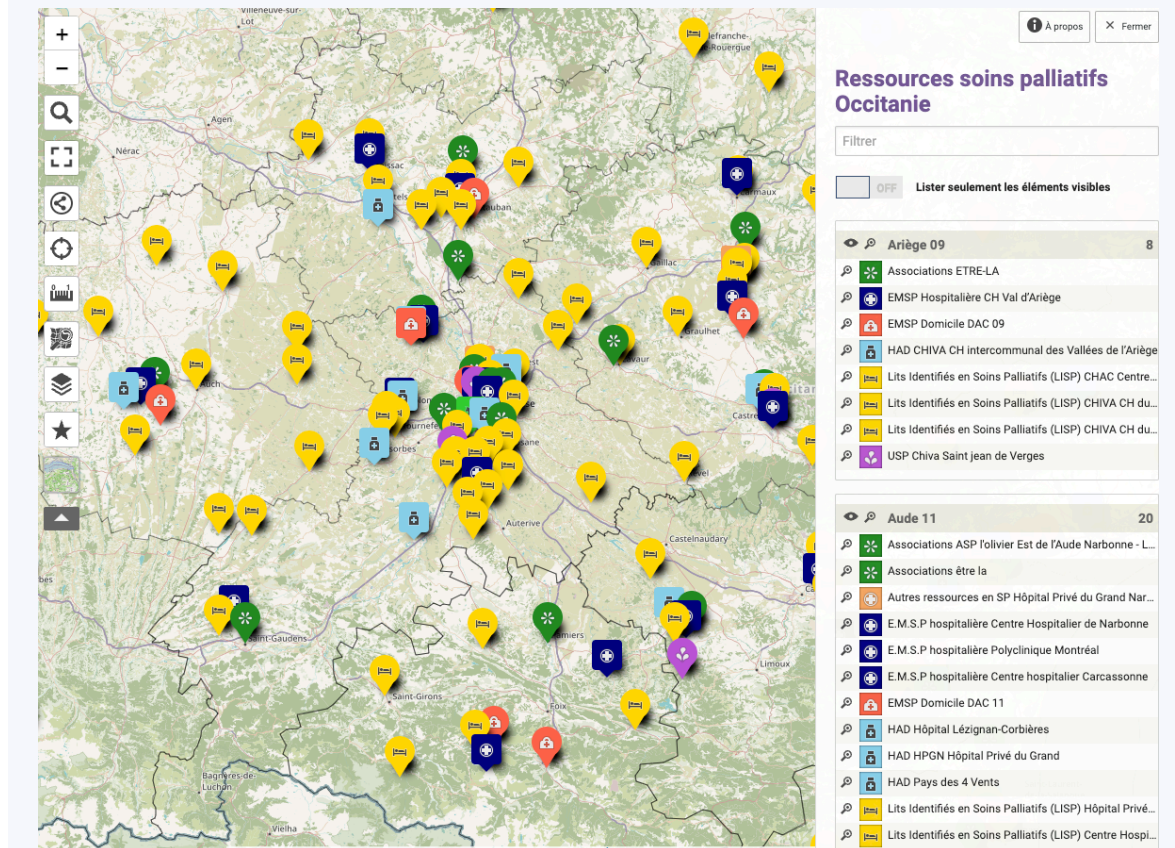 Villeneuve-sur-
Lot
Agen
Nérac
À propos
Fermer
Ressources soins palliatifs
Occitanie
Filtrer
OFF
Lister seulement les éléments visibles
Ariège 09
8
Associations ETRE-LA
EMSP Hospitalière CH Val d'Ariège
EMSP Domicile DAC 09
HAD CHIVA CH intercommunal des Vallées de l'Ariège
Lits Identifiés en Soins Palliatifs (LISP) CHAC Centre...
Lits Identifiés en Soins Palliatifs (LISP) CHIVA CH du...
Lits Identifiés en Soins Palliatifs (LISP) CHIVA CH du...
USP Chiva Saint jean de Verges
Aude 11
20
Associations ASP l'olivier Est de l'Aude Narbonne - L...
Associations être la
Autres ressources en SP Hôpital Privé du Grand Nar...
E.M.S.P hospitalière Centre Hospitalier de Narbonne
E.M.S.P hospitalière Polyclinique Montréal
E.M.S.P hospitalière Centre hospitalier Carcassonne
EMSP Domicile DAC 11
HAD Hôpital Lézignan-Corbières
HAD HPGN Hôpital Privé du Grand
HAD Pays des 4 Vents
Lits Identifiés en Soins Palliatifs (LISP) Hôpital Privé...
Lits Identifiés en Soins Palliatifs (LISP) Centre Hospi...
Graulhet
Auterive
Castelnaudary
Saint-Gaudens
Limoux
Saint-Girons
Foix
Bagnères-de-
Luchon
Vielha